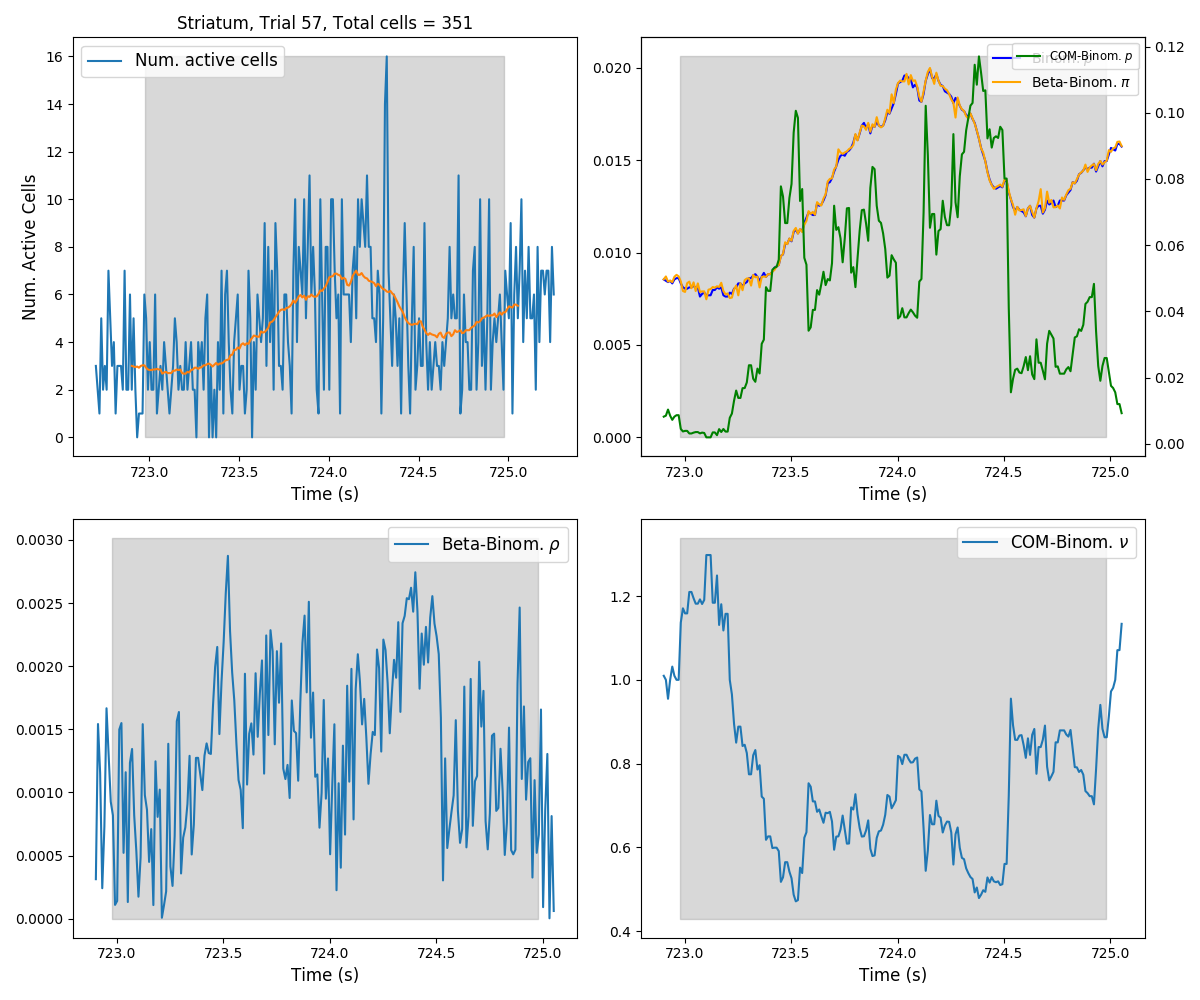 Striatum, Trial 57, Total cells = 351
Num. active cells
Num. Active Cells
16
14
12
10
8
6
4
2
0
723.0 723.5 724.0 724.5 725.0
Time (s)
COM-Binom. p
Beta-Binom. π
0.020
0.015
0.010
0.005
0.000
0.12
0.10
0.08
0.06
0.04
0.02
0.00
723.0 723.5 724.0 724.5 725.0
Time (s)
Beta-Binom. ρ
0.0030
0.0025
0.0020
0.0015
0.0010
0.0005
0.0000
723.0 723.5 724.0 724.5 725.0
Time (s)
COM-Binom. ν
1.2
1.0
0.8
0.6
0.4
723.0 723.5 724.0 724.5 725.0
Time (s)